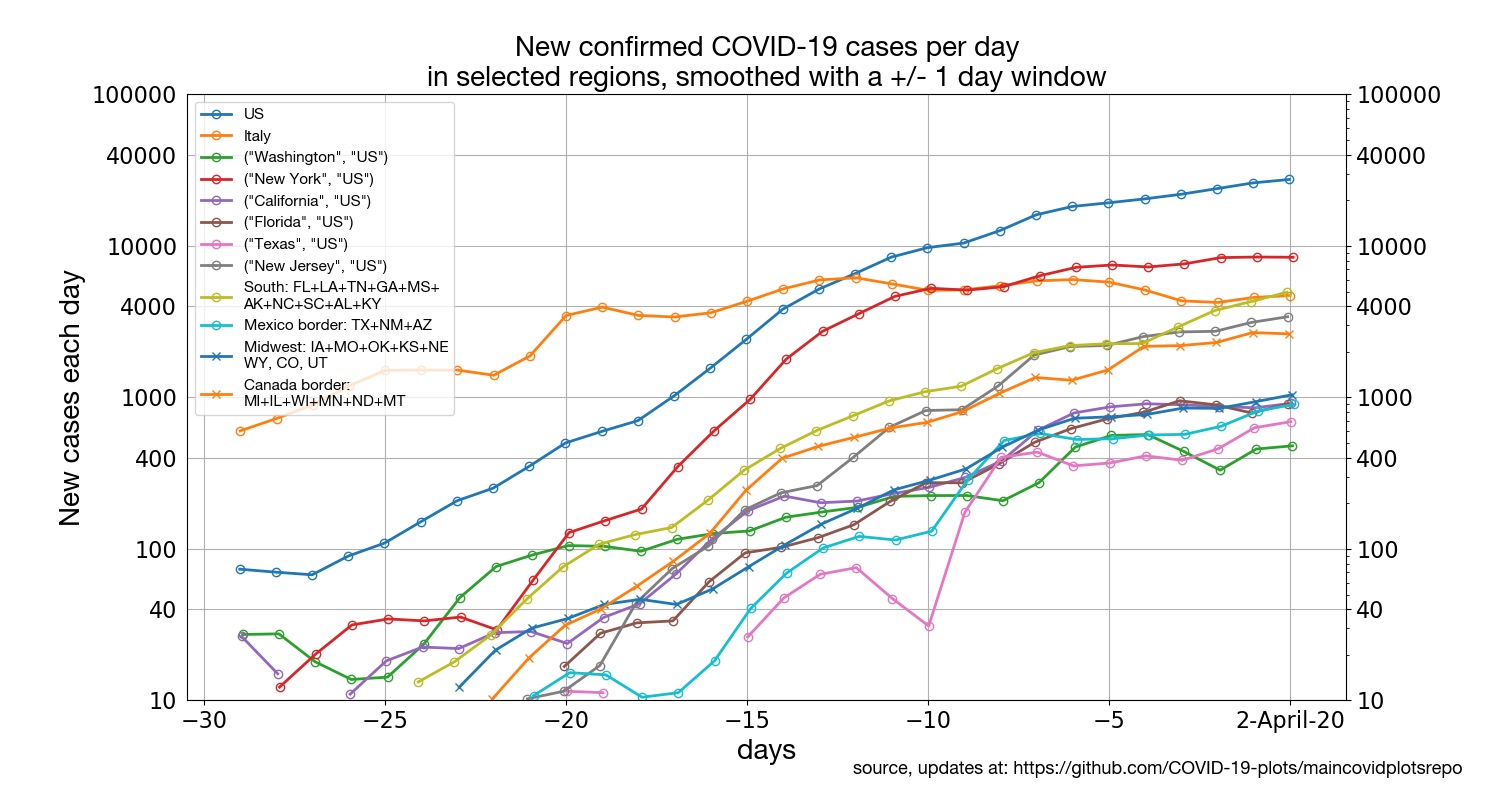 New confirmed COVID-19 cases per day
in selected regions, smoothed with a +/- 1 day window
100000
40000
10000
4000
1000
400
100
40
10
New cases each day
US
Italy
("Washington", "US")
("New York", "US")
("California", "US")
("Florida", "US")
("Texas", "US")
("New Jersey", "US")
South: FL+LA+TN+GA+MS+
AK+NC+SC+AL+KY
Mexico border: TX+NM+AZ
Midwest: IA+MO+OK+KS+NE
WY, CO, UT
Canada border:
MI+IL+WI+MN+ND+MT
100000
40000
10000
4000
1000
400
100
40
10
−30 −25 −20 −15 −10 −5 2-April-20
days
source, updates at: https://github.com/COVID-19-plots/maincovidplotsrepo